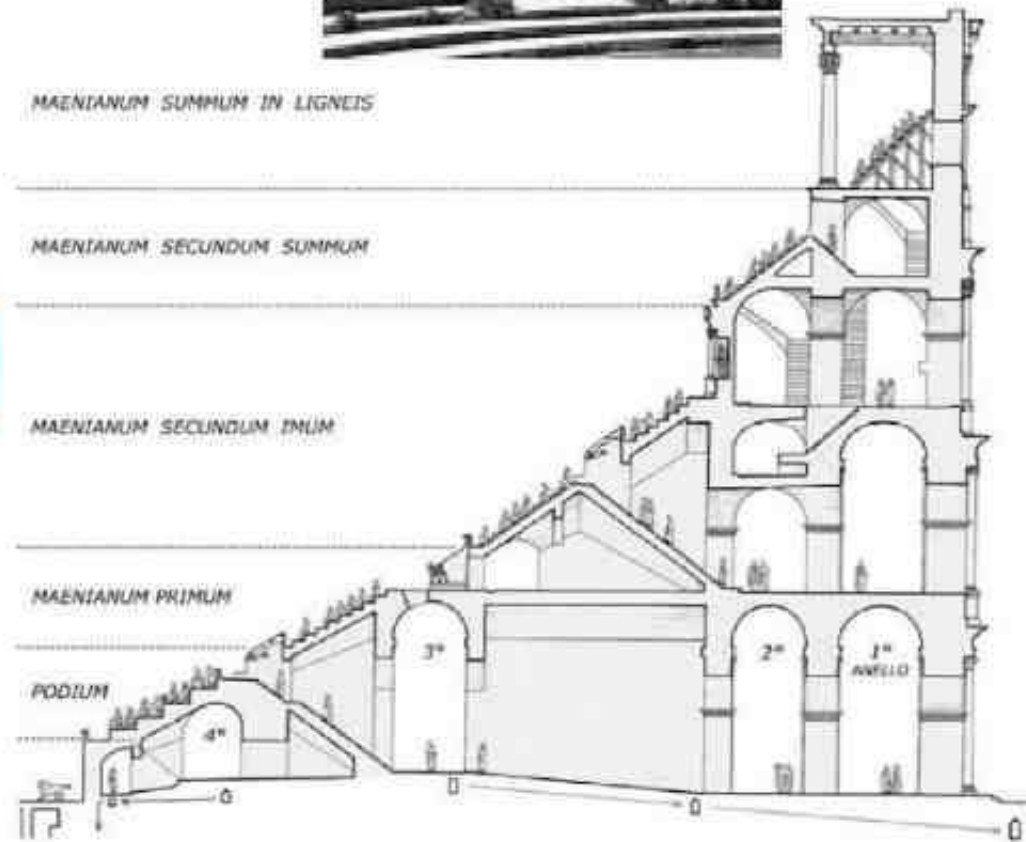 MAENIANUM SUMMUM IN LIGNEIS
MAENIANUM SECUNDUM SUMMUM
MAENIANUM SECUNDUM IMUM
MAENIANUM PRIMUM
PODIUM
4°
3°
2°
1°
ANELLO